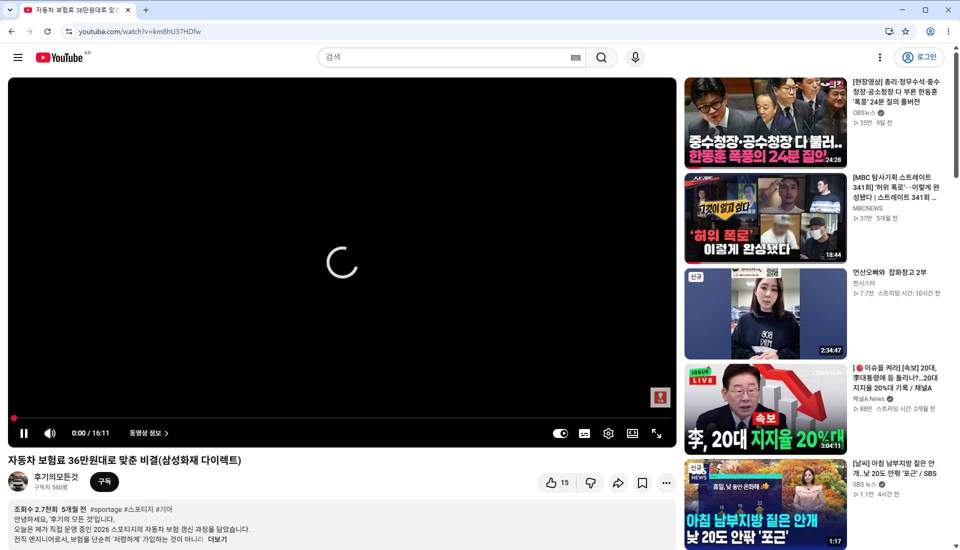 자동차 보험료 36만원대로 맞
youtube.com/watch?v=km8hU37HDfw
YouTube KR
검색
로그인
0:00 / 16:11
동영상 정보
자동차 보험료 36만원대로 맞춘 비결(삼성화재 다이렉트)
후기의모든것
구독자 560명
구독
15
조회수 2.7천회 5개월 전 #sportage #스포티지 #기아
안녕하세요, '후기의 모든 것'입니다.
오늘은 제가 직접 운영 중인 2026 스포티지의 자동차 보험 갱신 과정을 담았습니다.
전직 엔지니어로서, 보험을 단순히 '저렴하게' 가입하는 것이 아니라 더보기
중수청장·공수청장 다 불러..
한동훈 폭풍의 24분 질의
24:28
[현장영상] 총리·정무수석·중수
청장·공소청장 다 부른 한동훈
'폭풍' 24분 질의 풀버전
OBS뉴스
35만 9일 전
그것이 알고 싶다
'허위 폭로'
이렇게 완성됐다
18:44
[MBC 탐사기획 스트레이트
341회] '허위 폭로'··이렇게 완
성됐다 | 스트레이트 341회 ...
MBCNEWS
37만 5개월 전
신규
2:34:47
언산오빠와 잡화창고 2부
짠시스터
7.7만 스트리밍 시간: 10시간 전
ISSUE
LIVE
속보
李, 20대 지지율 20%대
3:04:11
[🔴이슈를 켜라] [속보] 20대,
李대통령에 등 돌리나?…20대
지지율 20%대 기록 / 채널A
채널A News
88만 스트리밍 시간: 2개월 전
신규
SBS NEWS
휴일, 낮 동안 온화해
아침 남부지방 짙은 안개
낮 20도 안팎 '포근'
1:17
[날씨] 아침 남부지방 짙은 안
개…낮 20도 안팎 '포근' / SBS
SBS 뉴스
1.1만 4시간 전